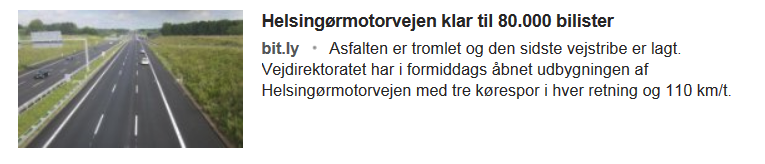 Helsingørmotorvejen klar til 80.000 bilister
bit.ly • Asfalten er tromlet og den sidste vejstribe er lagt.
Vejdirektoratet har i formiddags åbnet udbygningen af
Helsingørmotorvejen med tre kørespor i hver retning og 110 km/t.